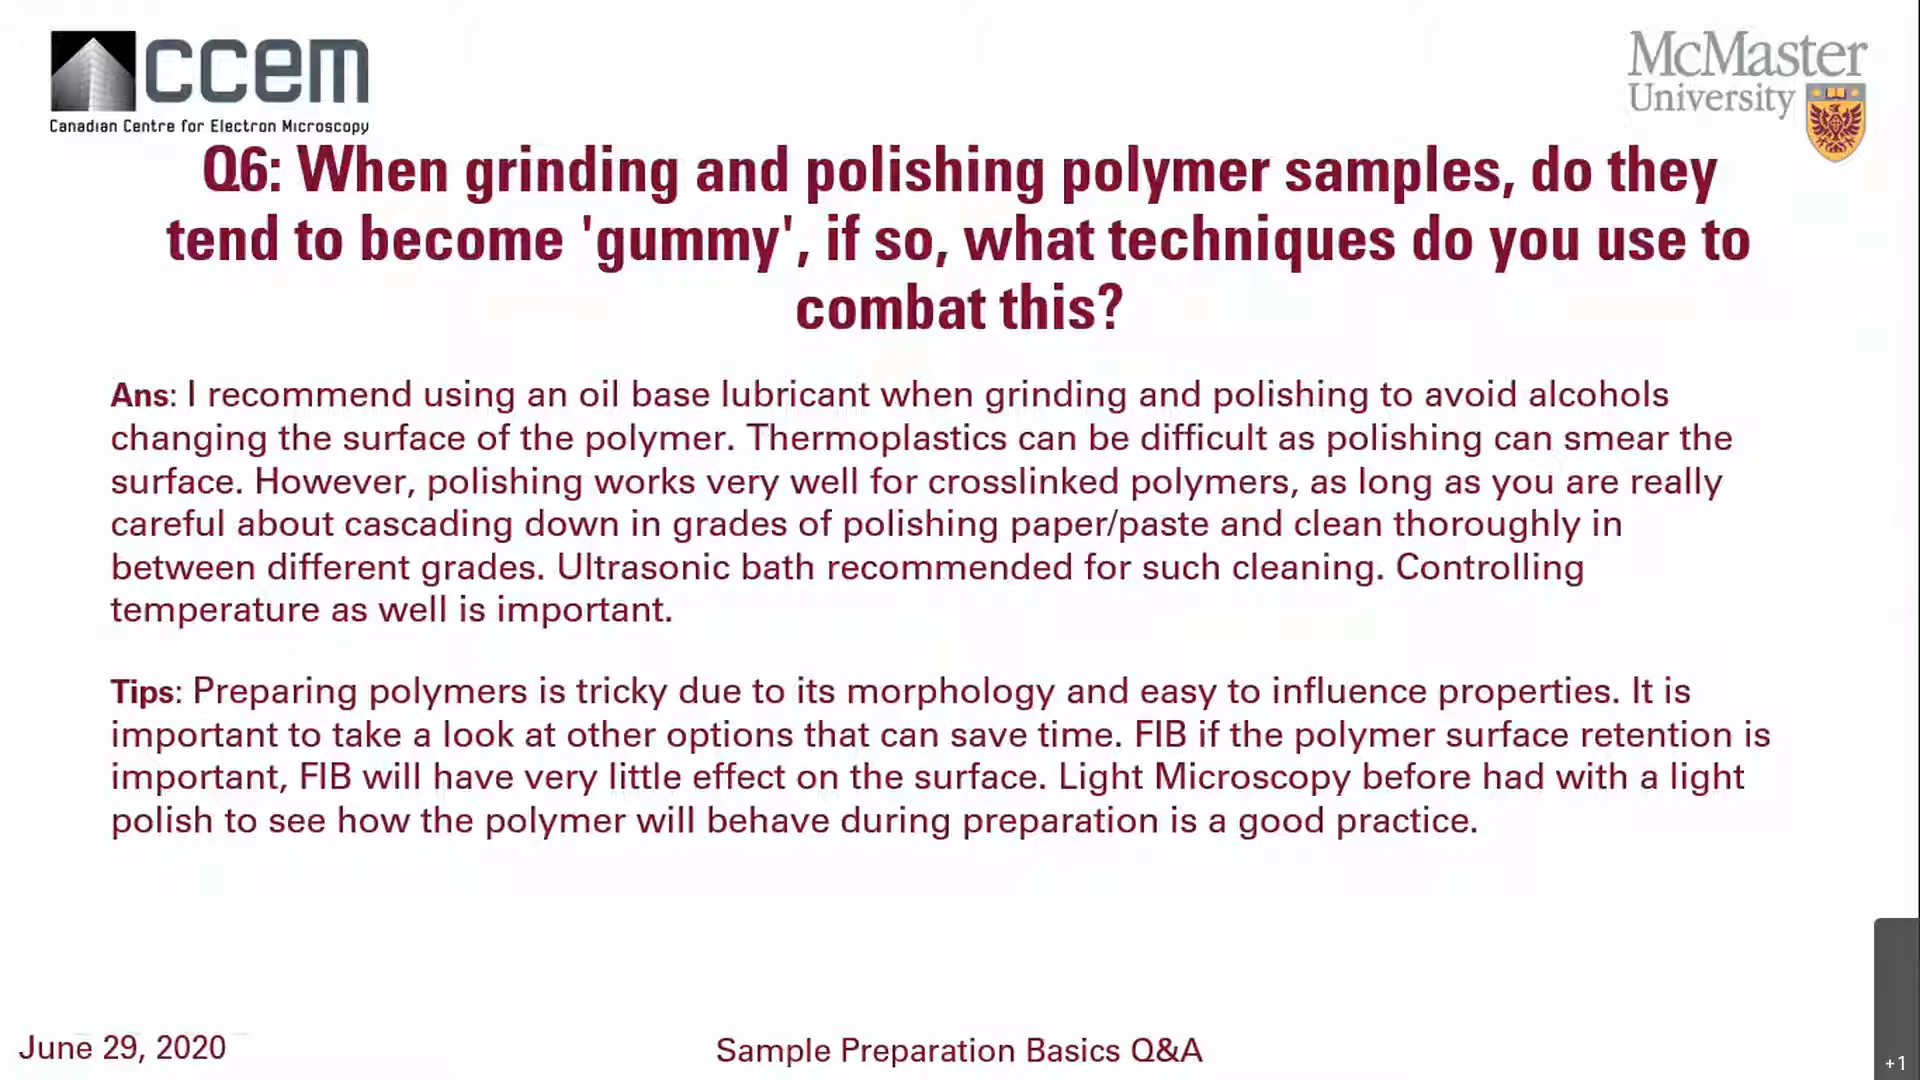 ccem
Canadian Centre for Electron Microscopy
McMaster
University
Q6: When grinding and polishing polymer samples, do they
tend to become 'gummy', if so, what techniques do you use to
combat this?
Ans: I recommend using an oil base lubricant when grinding and polishing to avoid alcohols
changing the surface of the polymer. Thermoplastics can be difficult as polishing can smear the
surface. However, polishing works very well for crosslinked polymers, as long as you are really
careful about cascading down in grades of polishing paper/paste and clean thoroughly in
between different grades. Ultrasonic bath recommended for such cleaning. Controlling
temperature as well is important.
Tips: Preparing polymers is tricky due to its morphology and easy to influence properties. It is
important to take a look at other options that can save time. FIB if the polymer surface retention is
important, FIB will have very little effect on the surface. Light Microscopy before had with a light
polish to see how the polymer will behave during preparation is a good practice.
June 29, 2020
Sample Preparation Basics Q&A
+1